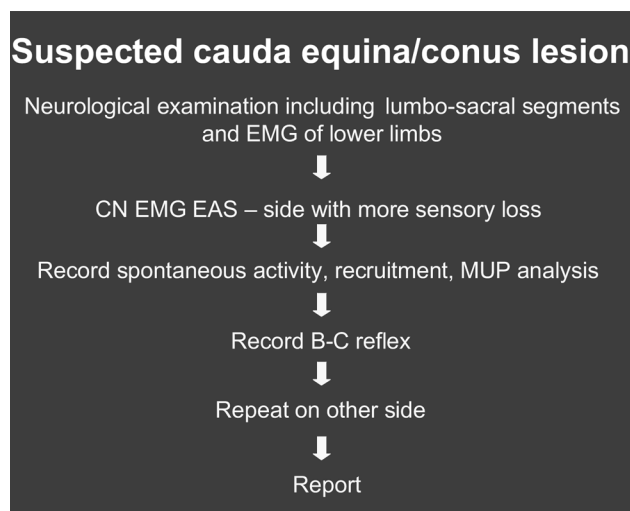 Suspected cauda equina/conus lesion
Neurological examination including lumbo-sacral segments
and EMG of lower limbs
CN EMG EAS – side with more sensory loss
Record spontaneous activity, recruitment, MUP analysis
Record B-C reflex
Repeat on other side
Report